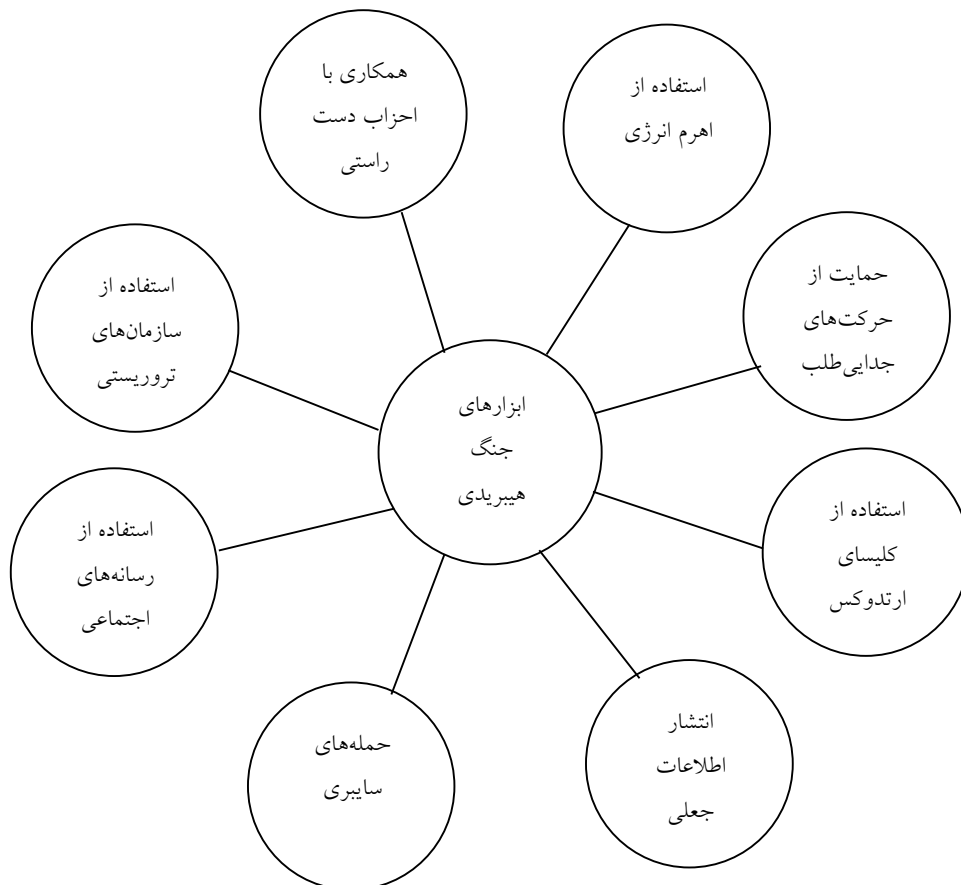 همکاری با
احزاب دست
راستی
استفاده از
اهرم انرژی
حمایت از
حرکت‌های
جدایی‌طلب
استفاده از
سازمان‌های
تروریستی
ابزارهای
جنگ
هیبریدی
استفاده از
کلیسای
ارتدوکس
استفاده از
رسانه‌های
اجتماعی
انتشار
اطلاعات
جعلی
حمله‌های
سایبری